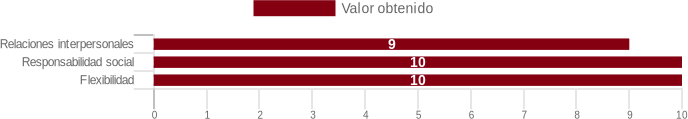 Valor obtenido
Relaciones interpersonales 9
Responsabilidad social 10
Flexibilidad 10
0 1 2 3 4 5 6 7 8 9 10